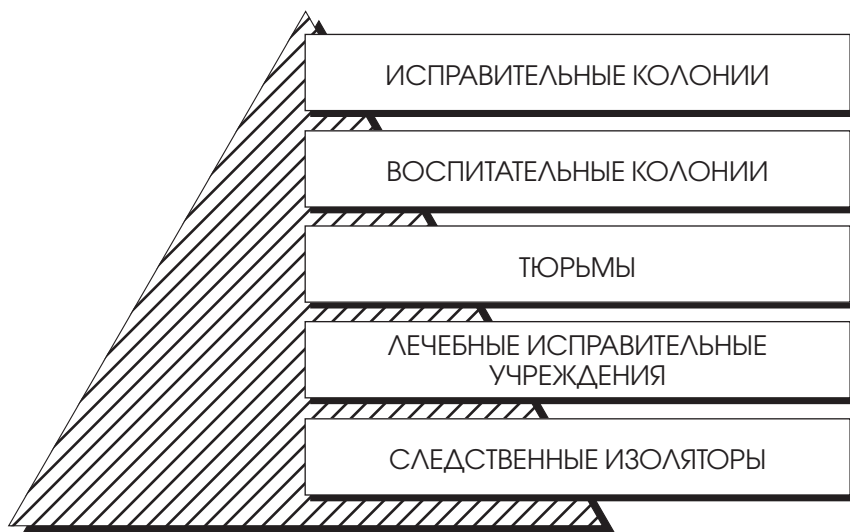 ИСПРАВИТЕЛЬНЫЕ КОЛОНИИ
ВОСПИТАТЕЛЬНЫЕ КОЛОНИИ
ТЮРЬМЫ
ЛЕЧЕБНЫЕ ИСПРАВИТЕЛЬНЫЕ
УЧРЕЖДЕНИЯ
СЛЕДСТВЕННЫЕ ИЗОЛЯТОРЫ